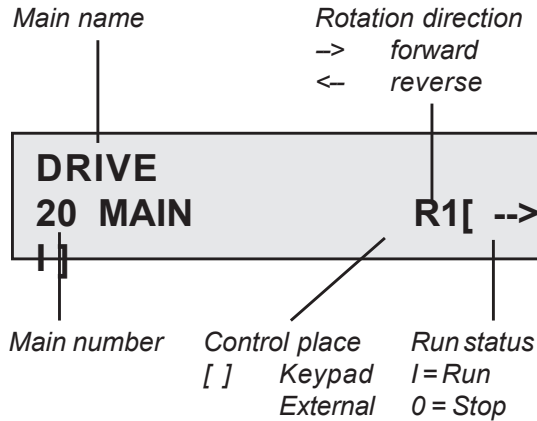 Main name
Rotation direction
–> forward
<– reverse
DRIVE
20 MAIN R1[ -->
I ]
Main number
Control place
[ ] Keypad
External
Run status
I = Run
0 = Stop